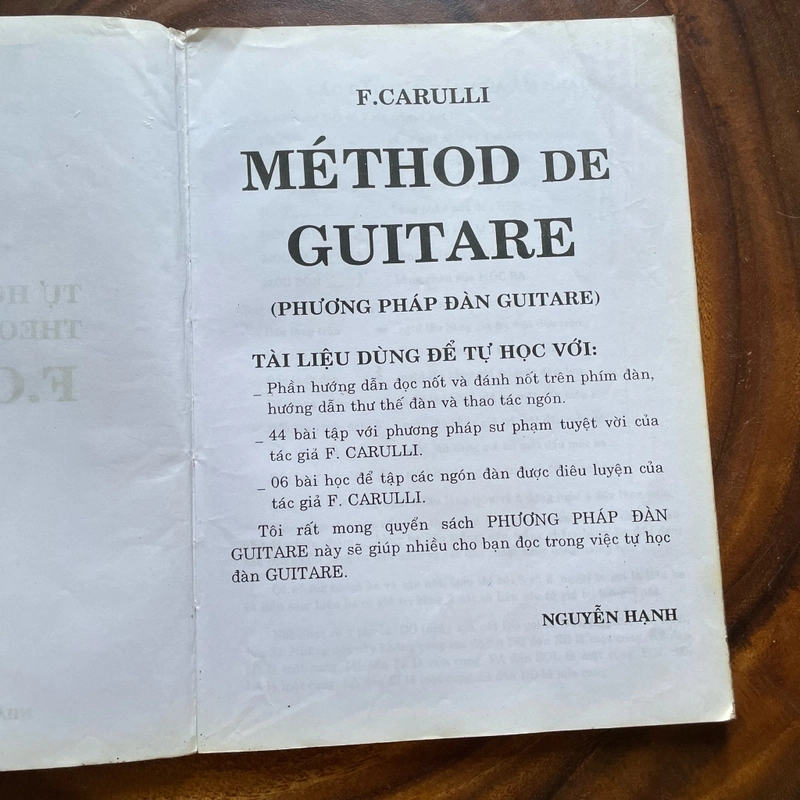 F.CARULLI
MÉTHOD DE
GUITARE
(PHƯƠNG PHÁP ĐÀN GUITARE)
TÀI LIỆU DÙNG ĐỂ TỰ HỌC VỚI:
_ Phần hướng dẫn đọc nốt và đánh nốt trên phím đàn,
hướng dẫn thư thế đàn và thao tác ngón.
_ 44 bài tập với phương pháp sư phạm tuyệt vời của
tác giả F. CARULLI.
_ 06 bài học để tập các ngón đàn được điêu luyện của
tác giả F. CARULLI.
Tôi rất mong quyển sách PHƯƠNG PHÁP ĐÀN
GUITARE này sẽ giúp nhiều cho bạn đọc trong việc tự học
đàn GUITARE.
NGUYỄN HẠNH